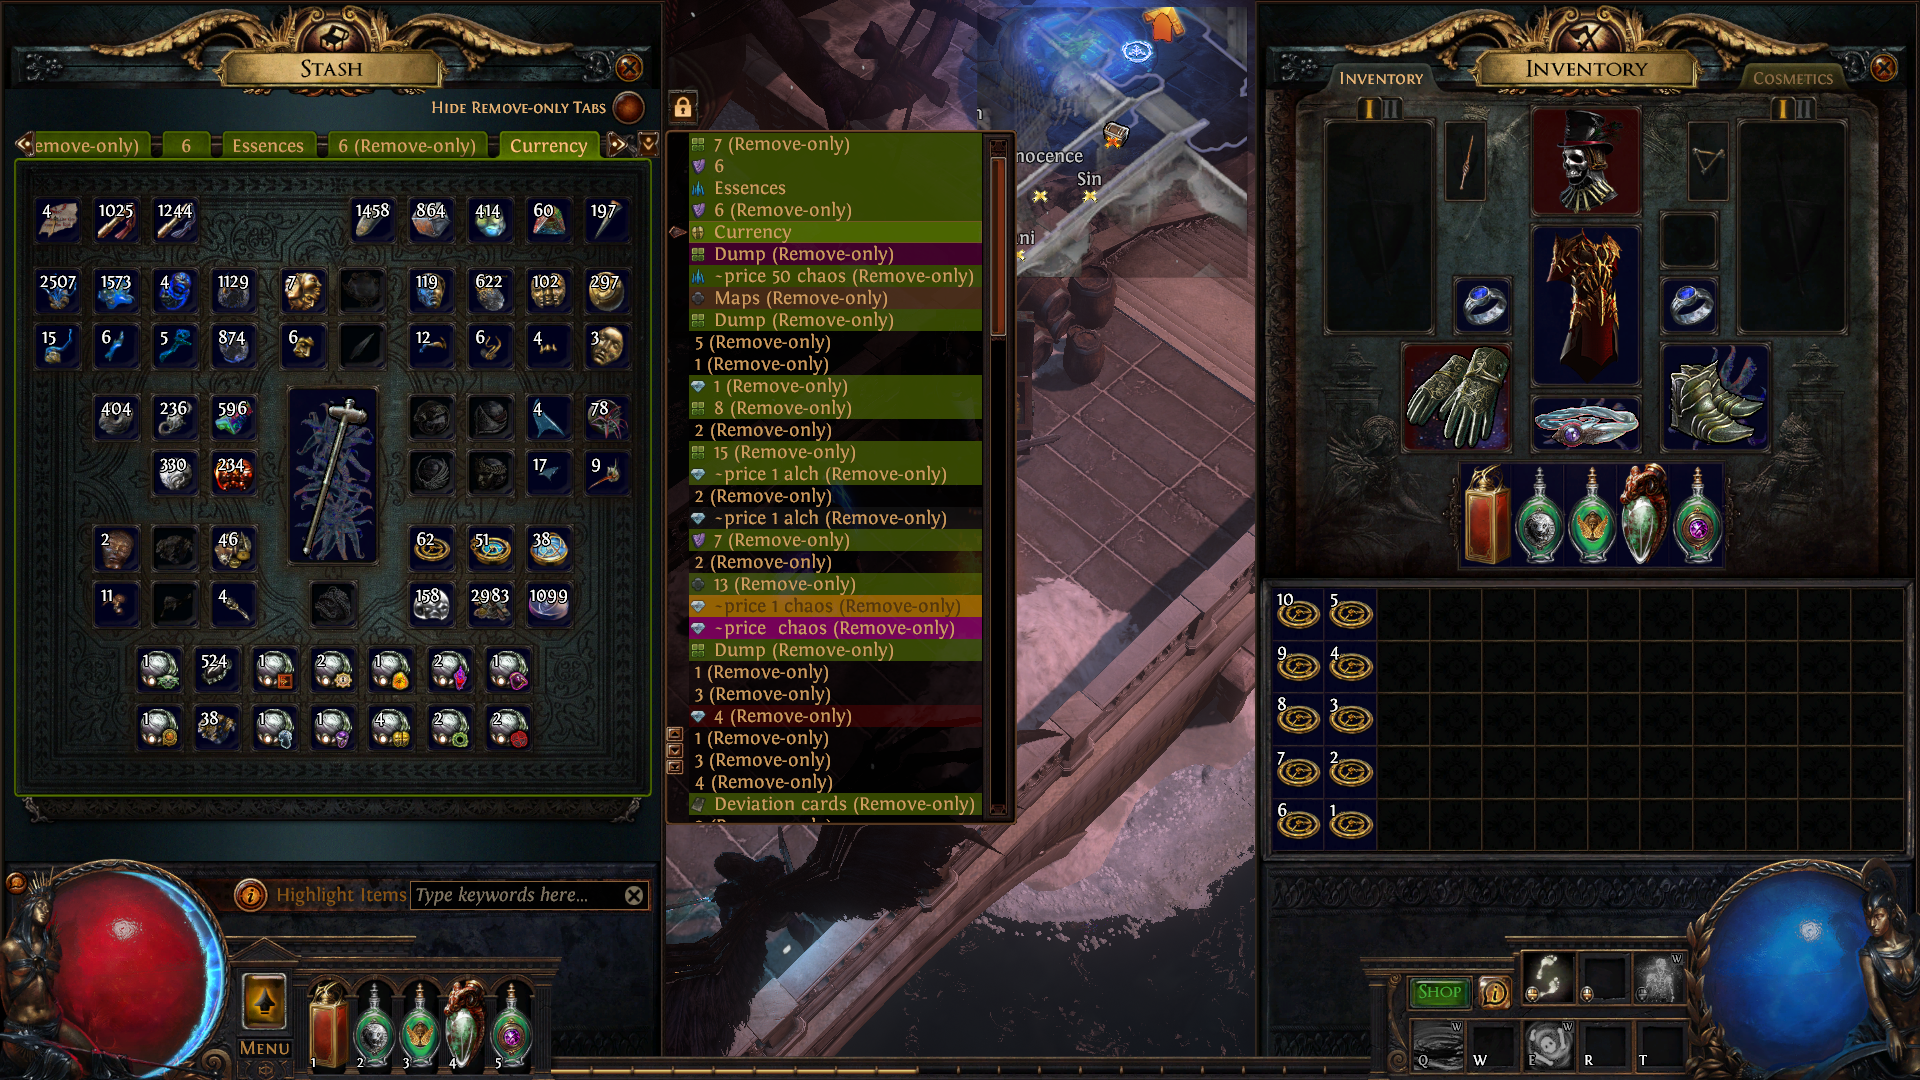 STASH
HIDE REMOVE-ONLY TABS
emove-only)
6
Essences
6 (Remove-only)
Currency
4
1025
1244
1458
864
414
60
197
2507
1573
4
1129
7
119
622
102
297
15
6
5
874
6
12
6
4
3
404
236
596
4
78
330
234
17
9
2
46
62
51
38
11
4
158
2983
1099
1
524
1
2
1
2
1
1
38
1
1
4
2
2
Highlight Items
Type keywords here...
MENU
1
2
3
4
5
7 (Remove-only)
6
Essences
6 (Remove-only)
Currency
Dump (Remove-only)
~price 50 chaos (Remove-only)
Maps (Remove-only)
Dump (Remove-only)
5 (Remove-only)
1 (Remove-only)
1 (Remove-only)
8 (Remove-only)
2 (Remove-only)
15 (Remove-only)
~price 1 alch (Remove-only)
2 (Remove-only)
~price 1 alch (Remove-only)
7 (Remove-only)
2 (Remove-only)
13 (Remove-only)
~price 1 chaos (Remove-only)
~price  chaos (Remove-only)
Dump (Remove-only)
1 (Remove-only)
3 (Remove-only)
4 (Remove-only)
1 (Remove-only)
3 (Remove-only)
4 (Remove-only)
Deviation cards (Remove-only)
nocence
Sin
ni
INVENTORY
INVENTORY
COSMETICS
I
II
I
II
10
5
9
4
8
3
7
2
6
1
SHOP
W
W
W
Q
W
E
R
T